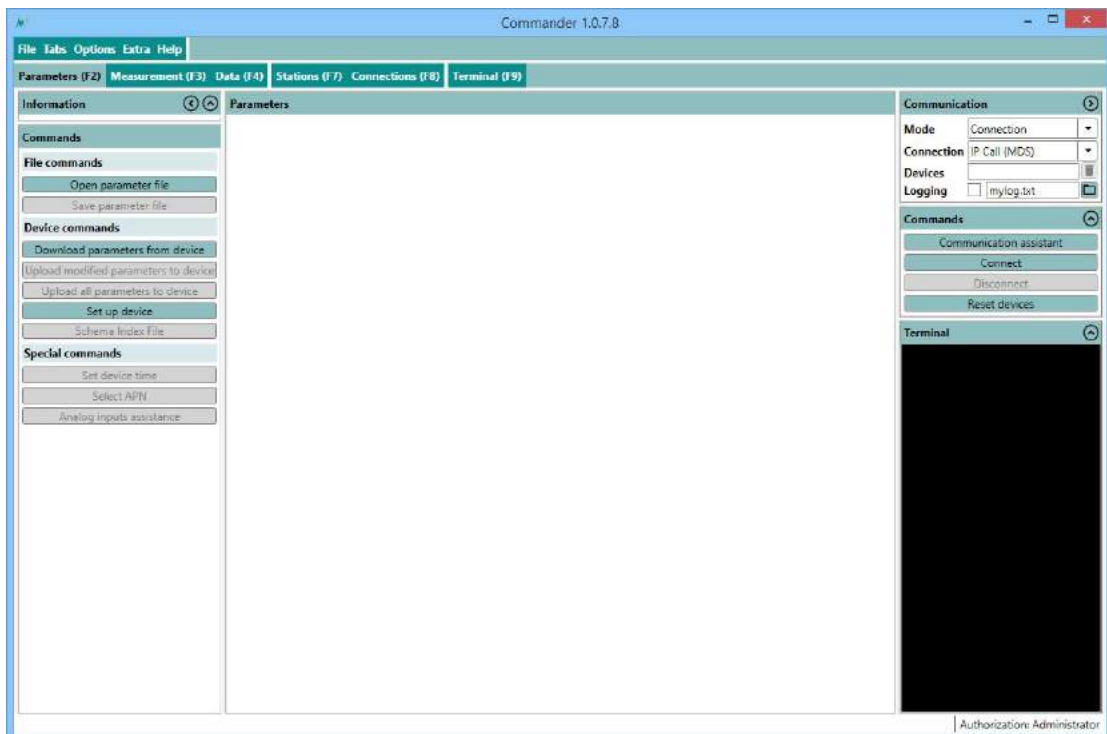 Commander 1.0.7.8
File Tabs Options Extra Help
Parameters (F2) Measurement (F3) Data (F4) Stations (F7) Connections (F8) Terminal (F9)
Information
Commands
File commands
Open parameter file
Save parameter file
Device commands
Download parameters from device
Upload modified parameters to device
Upload all parameters to device
Set up device
Schema Index File
Special commands
Set device time
Select APN
Analog inputs assistance
Parameters
Communication
Mode Connection
Connection IP Call (MDS)
Devices
Logging mylog.txt
Commands
Communication assistant
Connect
Disconnect
Reset devices
Terminal
Authorization: Administrator